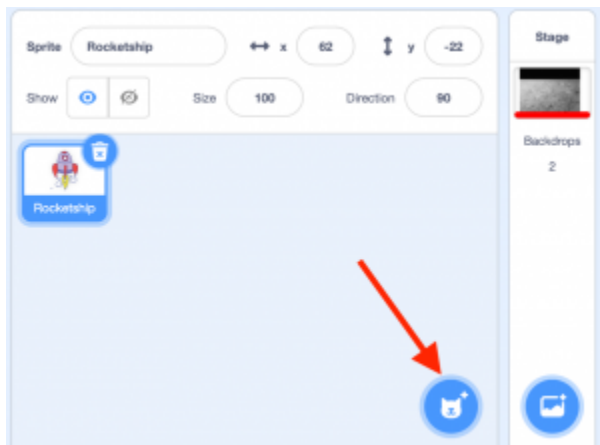 Sprite Rocketship x 62 y -22
Show Size 100 Direction 90
Rocketship
Stage
Backdrops
2